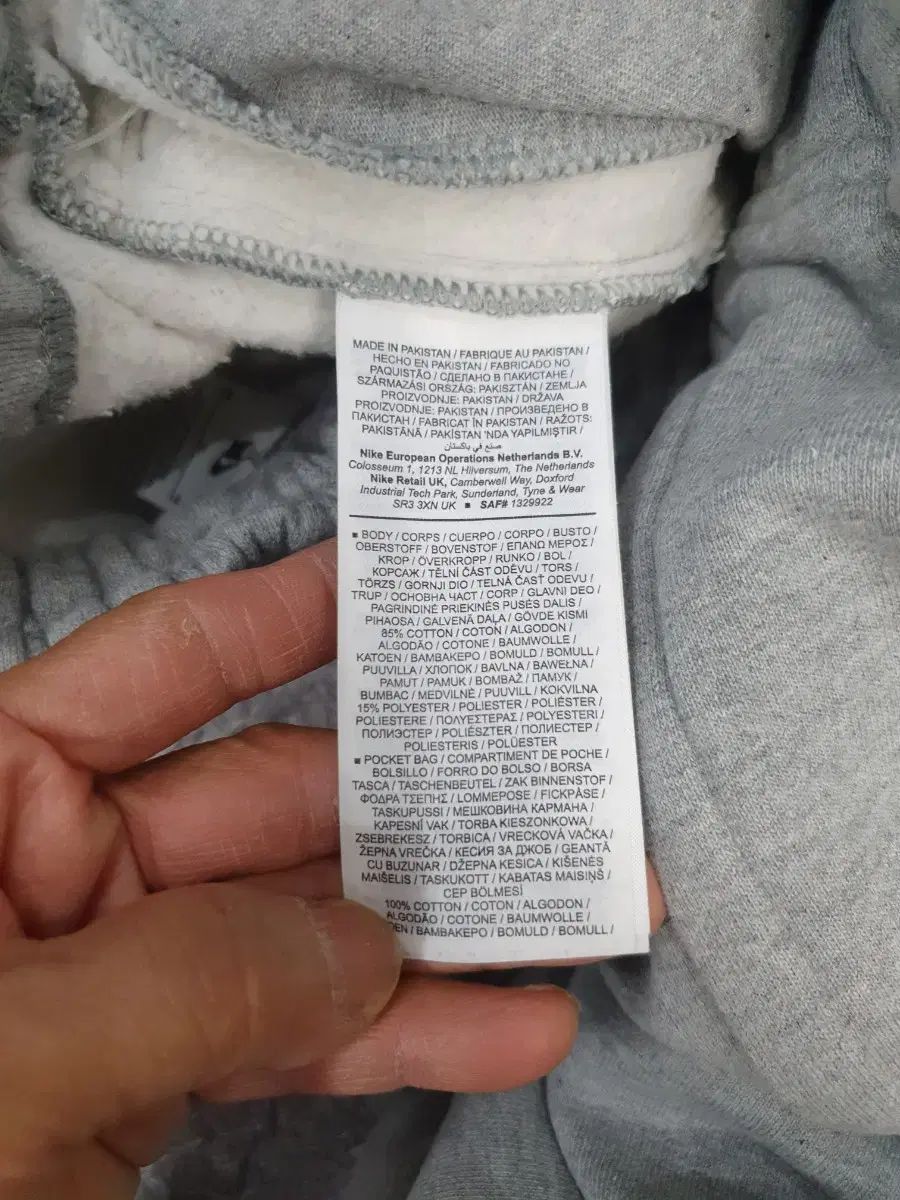 MADE IN PAKISTAN / FABRIQUE AU PAKISTAN /
HECHO EN PAKISTAN / FABRICADO NO
PAQUISTÃO / СДЕЛАНО В ПАКИСТАНЕ /
SZÁRMAZÁSI ORSZÁG: PAKISZTÁN / ZEMLJA
PROIZVODNJE: PAKISTAN / DRŽAVA
PROIZVODNJE: PAKISTAN / ПРОИЗВЕДЕНО В
ПАКИСТАН / FABRICAT ÎN PAKISTAN / RAŽOTS:
PAKISTĀNĀ / PAKİSTAN 'NDA YAPILMIŞTIR /
صنع في باكستان
Nike European Operations Netherlands B.V.
Colosseum 1, 1213 NL Hilversum, The Netherlands
Nike Retail UK, Camberwell Way, Doxford
Industrial Tech Park, Sunderland, Tyne & Wear
SR3 3XN UK ■ SAF# 1329922
■ BODY / CORPS / CUERPO / CORPO / BUSTO /
OBERSTOFF / BOVENSTOF / ΕΠΑΝΩ ΜΕΡΟΣ /
KROP / ÖVERKROPP / RUNKO / BOL /
КОРСАЖ / TĚLNÍ ČÁST ODĚVU / TORS /
TÖRZS / GORNJI DIO / TELNÁ ČASŤ ODEVU /
TRUP / ОСНОВНА ЧАСТ / CORP / GLAVNI DEO /
PAGRINDINĖ PRIEKINĖS PUSĖS DALIS /
PIHAOSA / GALVENĀ DAĻA / GÖVDE KISMI
85% COTTON / COTON / ALGODON /
ALGODÃO / COTONE / BAUMWOLLE /
KATOEN / ΒΑΜΒΑΚΕΡΟ / BOMULD / BOMULL /
PUUVILLA / ХЛОПОК / BAVLNA / BAWEŁNA /
PAMUT / PAMUK / BOMBAŽ / ПАМУК /
BUMBAC / MEDVILNĖ / PUUVILL / KOKVILNA
15% POLYESTER / POLIESTER / POLIÉSTER /
POLIESTERE / ΠΟΛΥΕΣΤΕΡΑΣ / POLYESTERI /
ПОЛИЭСТЕР / POLIÉSZTER / ПОЛИЕСТЕР /
POLIESTERIS / POLÜESTER
■ POCKET BAG / COMPARTIMENT DE POCHE /
BOLSILLO / FORRO DO BOLSO / BORSA
TASCA / TASCHENBEUTEL / ZAK BINNENSTOF /
ΦΟΔΡΑ ΤΣΕΠΗΣ / LOMMEPOSE / FICKPÅSE /
TASKUPUSSI / МЕШКОВИНА КАРМАНА /
KAPESNÍ VAK / TORBA KIESZONKOWA /
ZSEBREKESZ / TORBICA / VRECKOVÁ VAČKA /
ŽEPNA VREČKA / КЕСИЯ ЗА ДЖОБ / GEANTĂ
CU BUZUNAR / DŽEPNA KESICA / KIŠENĖS
MAIŠELIS / TASKUKOTT / KABATAS MAISIŅŠ /
CEP BÖLMESİ
100% COTTON / COTON / ALGODON /
ALGODÃO / COTONE / BAUMWOLLE /
/ ΒΑΜΒΑΚΕΡΟ / BOMULD / BOMULL /